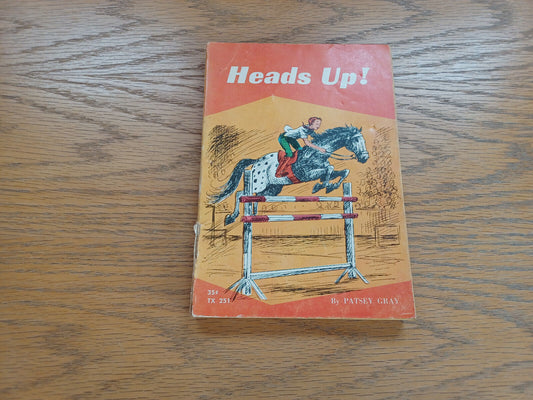 Heads Up!
35¢
TX 251
By PATSEY GRAY